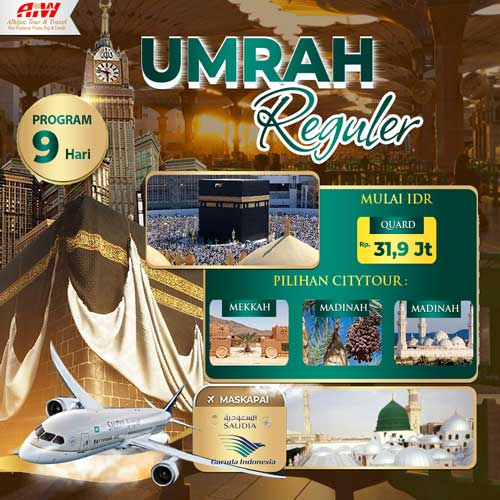 AIW
Alhijaz Tour & Travel
UMRAH
Reguler
PROGRAM
9 Hari
MULAI IDR
QUARD
Rp. 31,9 Jt
PILIHAN CITYTOUR :
MEKKAH
MADINAH
MADINAH
MASKAPAI
السعودية
SAUDIA
Garuda Indonesia